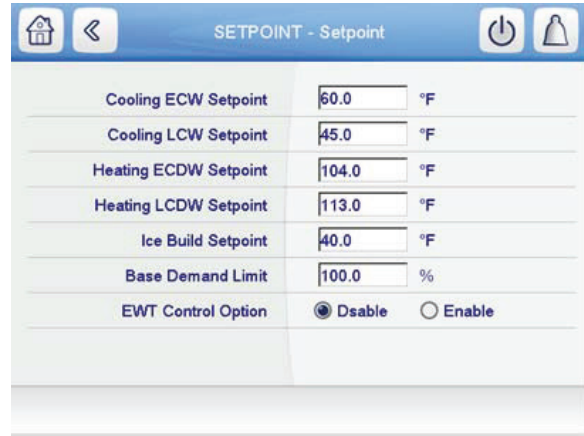 SETPOINT - Setpoint
Cooling ECW Setpoint 60.0 °F
Cooling LCW Setpoint 45.0 °F
Heating ECDW Setpoint 104.0 °F
Heating LCDW Setpoint 113.0 °F
Ice Build Setpoint 40.0 °F
Base Demand Limit 100.0 %
EWT Control Option Dsable Enable